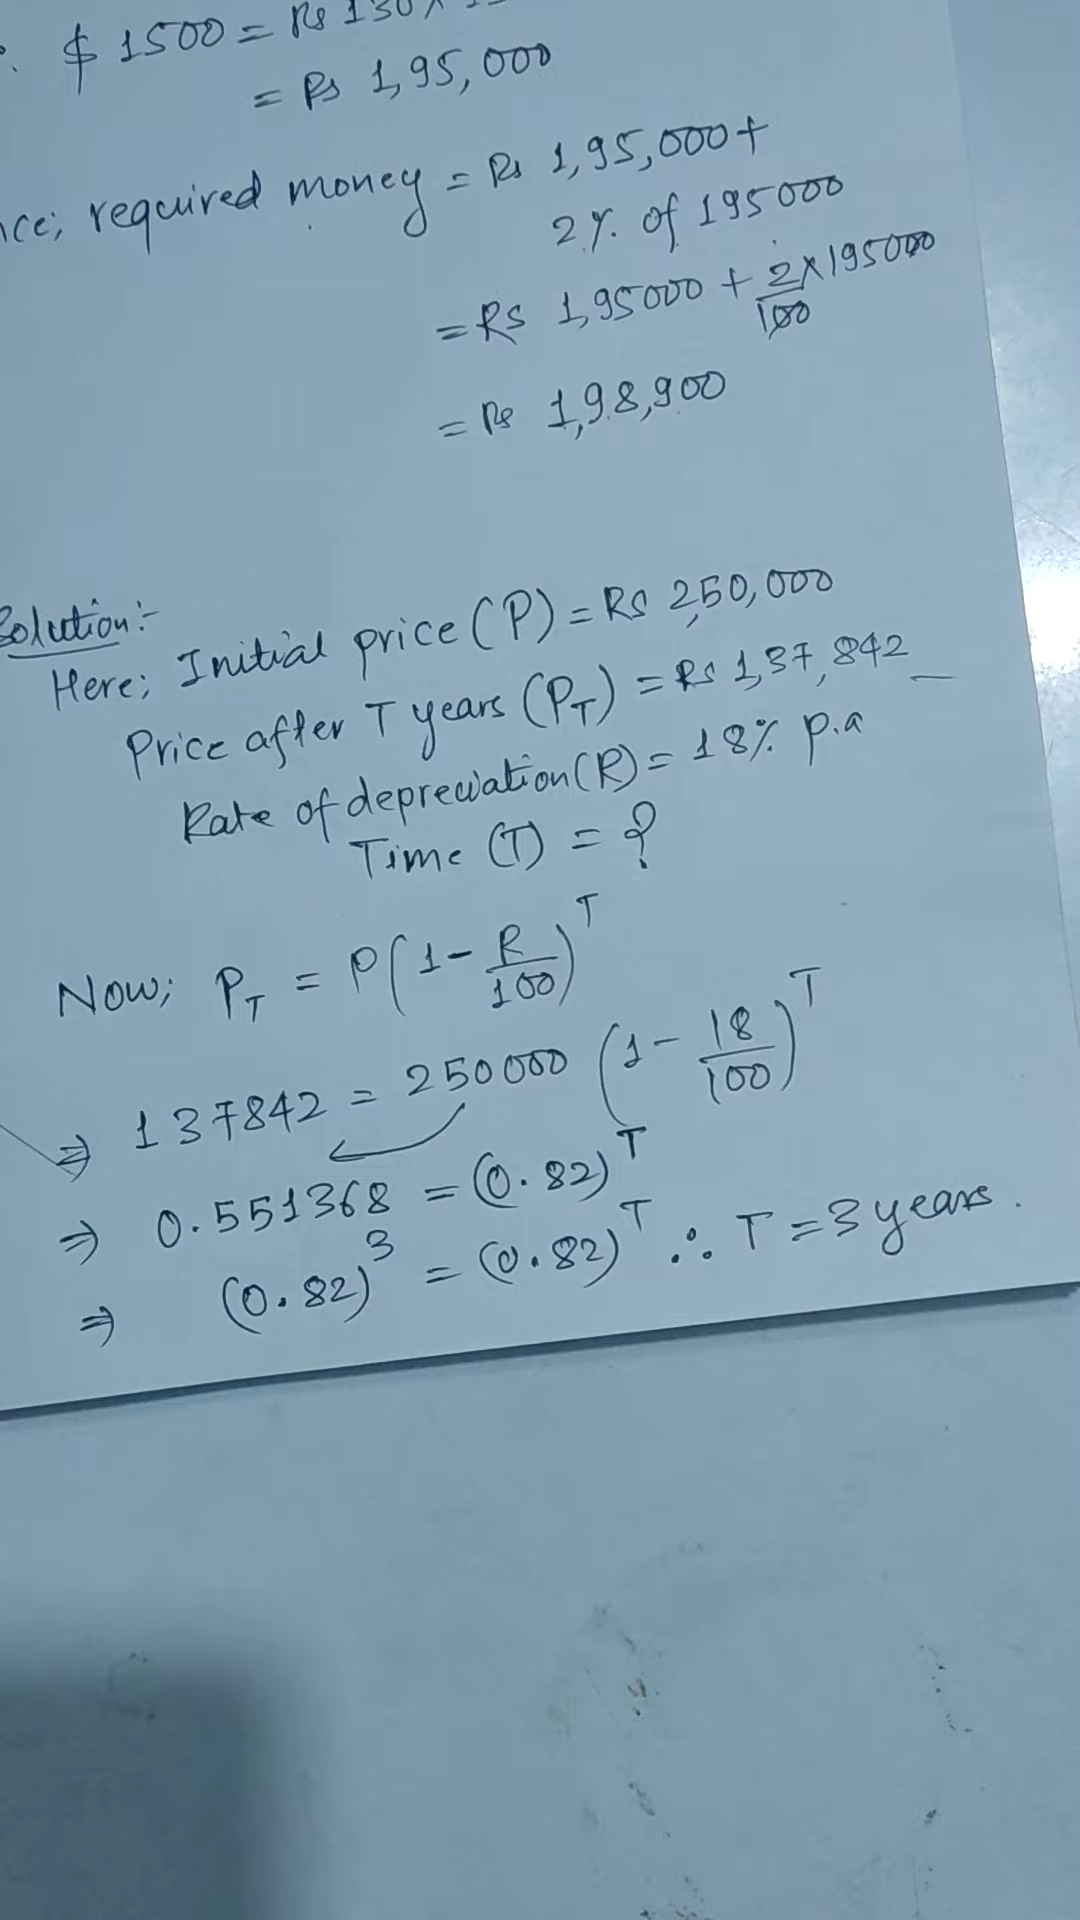 $ 1500 = Rs 130 ×
= Rs 1,95,000
required money = Rs 1,95,000+
2% of 195000
= RS 1,95000 + 2/100 × 195000
= Rs 1,98,900
Solution:-
Here; Initial price (P) = RS 2,50,000
Price after T years (P_T) = Rs 1,37,842
Rate of depreciation (R) = 18% p.a
Time (T) = ?
Now; P_T = P(1 - R/100)^T
⇒ 137842 = 250000 (1 - 18/100)^T
⇒ 0.551368 = (0.82)^T
⇒ (0.82)^3 = (0.82)^T ∴ T = 3 years.